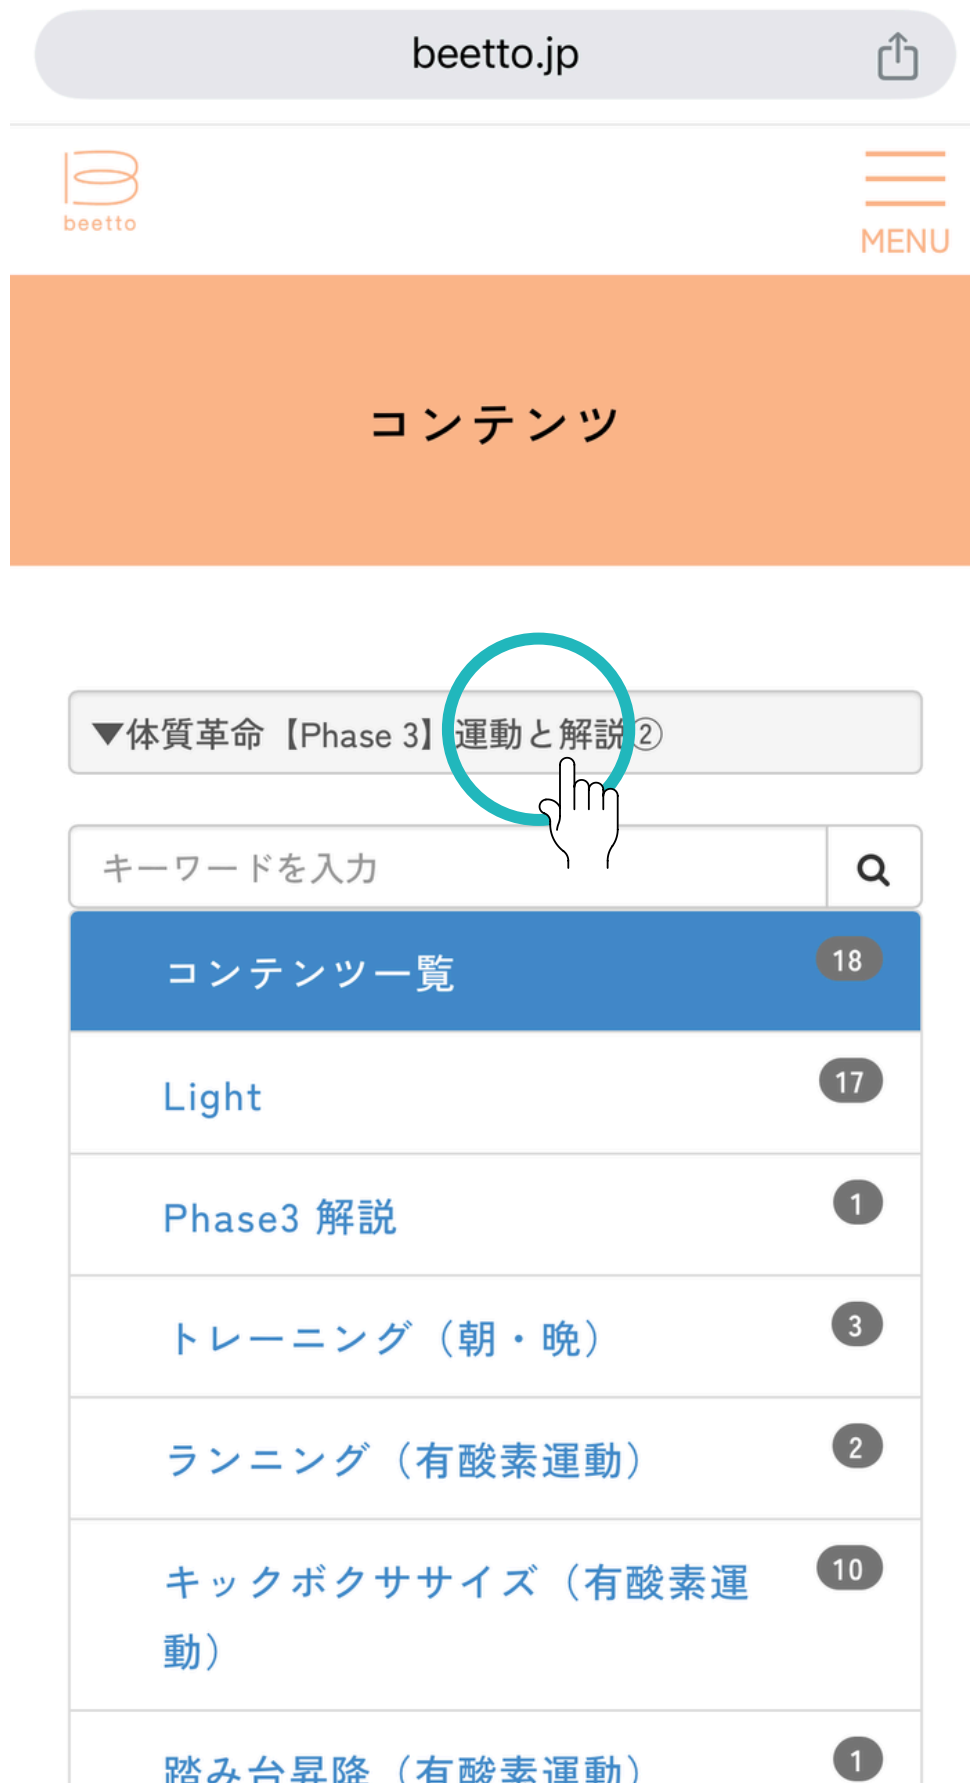 beetto.jp
beetto
MENU
コンテンツ
▼体質革命【Phase 3】運動と解説②
キーワードを入力
コンテンツ一覧 18
Light 17
Phase3 解説 1
トレーニング（朝・晩） 3
ランニング（有酸素運動） 2
キックボクササイズ（有酸素運 10
動）
踏み台昇降（有酸素運動） 1